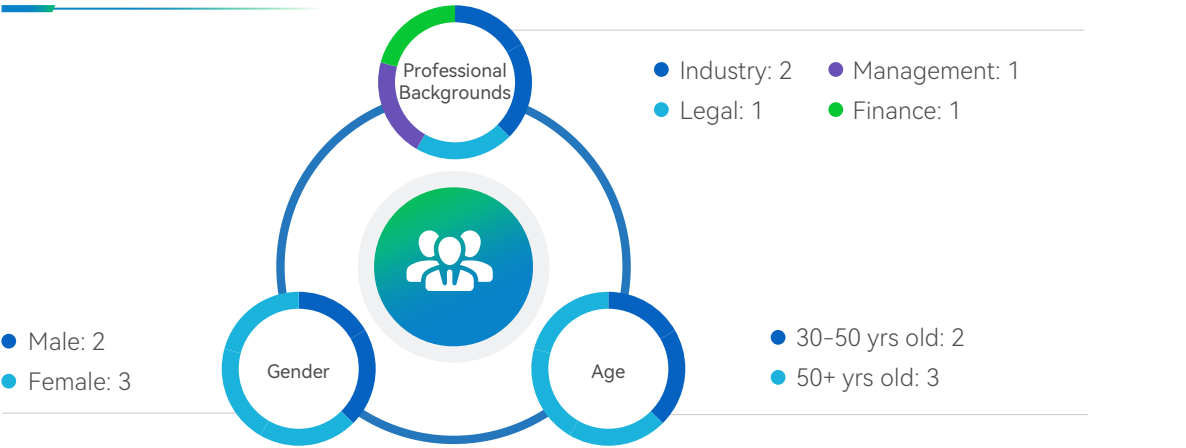 Professional
Backgrounds
Industry: 2
Management: 1
Legal: 1
Finance: 1
Gender
Male: 2
Female: 3
Age
30-50 yrs old: 2
50+ yrs old: 3